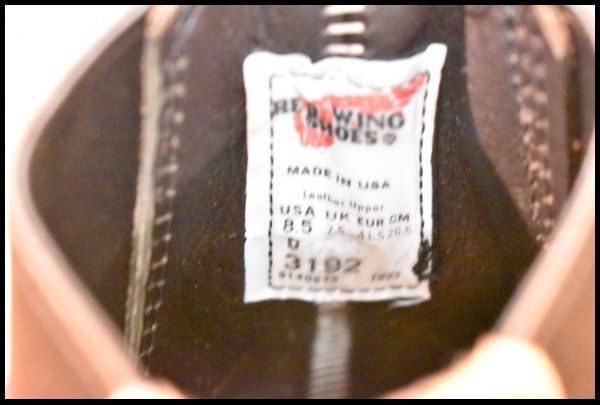 RED WING
SHOES®
MADE IN USA
Leather Upper
USA UK EUR. CM
8.5 7.5 41.5 26.5
D
3192